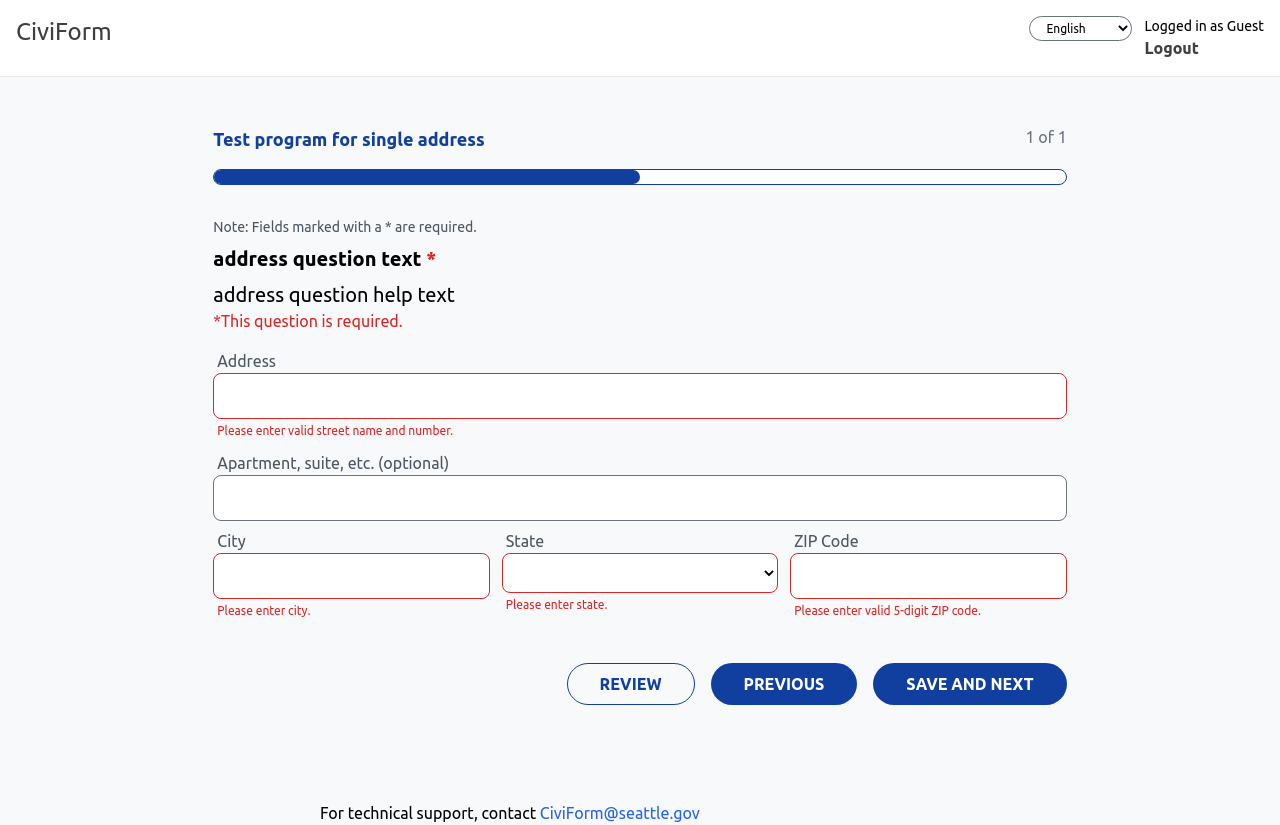 CiviForm
English
Logged in as Guest
Logout
Test program for single address
1 of 1
Note: Fields marked with a * are required.
address question text *
address question help text
*This question is required.
Address
Please enter valid street name and number.
Apartment, suite, etc. (optional)
City
State
ZIP Code
Please enter city.
Please enter state.
Please enter valid 5-digit ZIP code.
REVIEW
PREVIOUS
SAVE AND NEXT
For technical support, contact CiviForm@seattle.gov